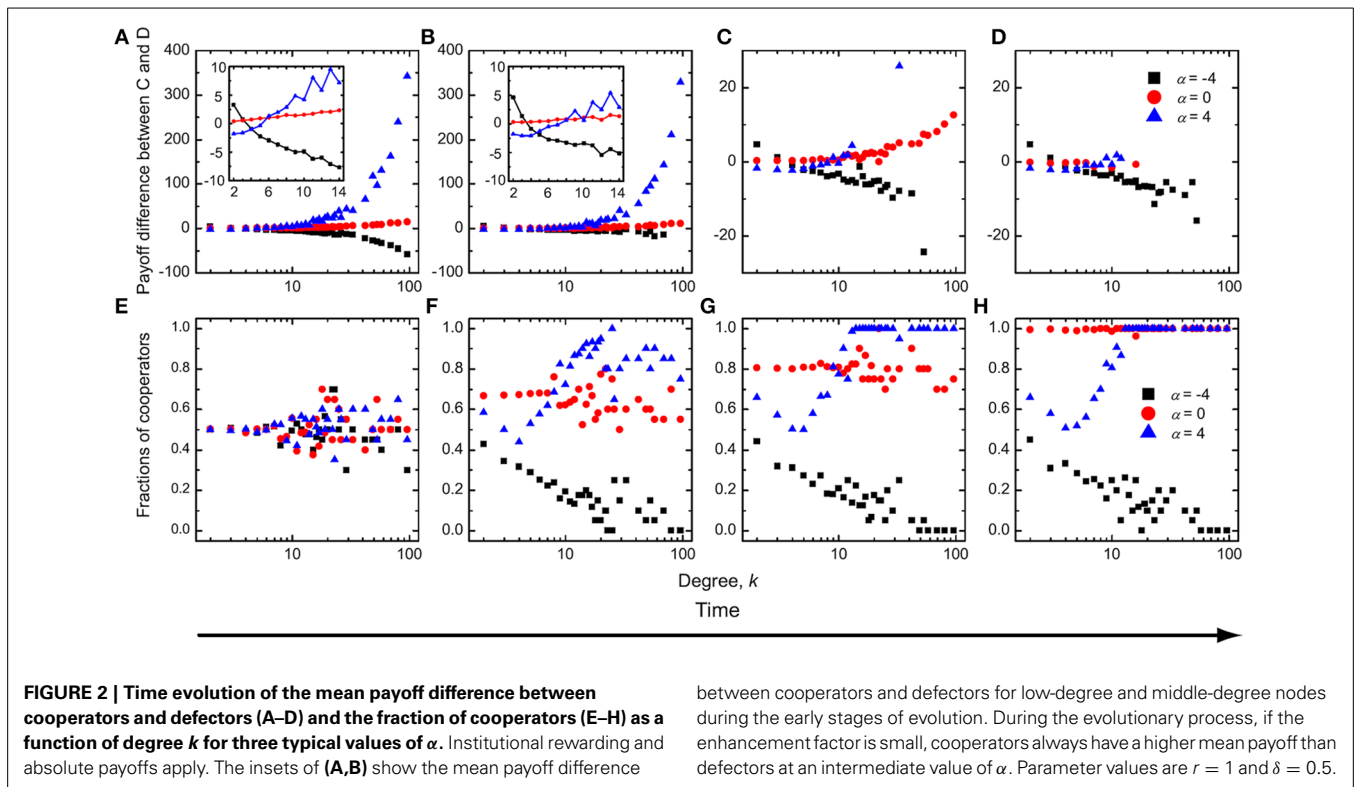 A
B
C
D
Payoff difference between C and D
400
300
200
100
0
-100
10
5
0
-5
-10
2 6 10 14
10 100
400
300
200
100
0
-100
10
5
0
-5
-10
2 6 10 14
10 100
20
0
-20
10 100
20
0
-20
α = -4
α = 0
α = 4
10 100
E
F
G
H
Fractions of cooperators
1.0
0.8
0.6
0.4
0.2
0.0
10 100
1.0
0.8
0.6
0.4
0.2
0.0
10 100
1.0
0.8
0.6
0.4
0.2
0.0
10 100
1.0
0.8
0.6
0.4
0.2
0.0
α = -4
α = 0
α = 4
10 100
Degree, k
Time
FIGURE 2 | Time evolution of the mean payoff difference between
cooperators and defectors (A–D) and the fraction of cooperators (E–H) as a
function of degree k for three typical values of α. Institutional rewarding and
absolute payoffs apply. The insets of (A,B) show the mean payoff difference
between cooperators and defectors for low-degree and middle-degree nodes
during the early stages of evolution. During the evolutionary process, if the
enhancement factor is small, cooperators always have a higher mean payoff than
defectors at an intermediate value of α. Parameter values are r = 1 and δ = 0.5.